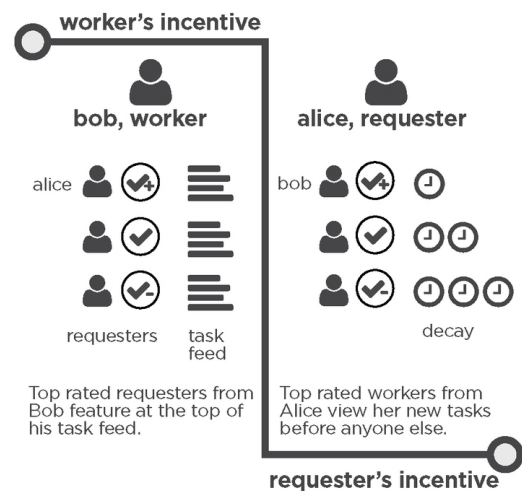 worker's incentive
bob, worker
alice
requesters
task
feed
Top rated requesters from
Bob feature at the top of
his task feed.
alice, requester
bob
decay
Top rated workers from
Alice view her new tasks
before anyone else.
requester's incentive